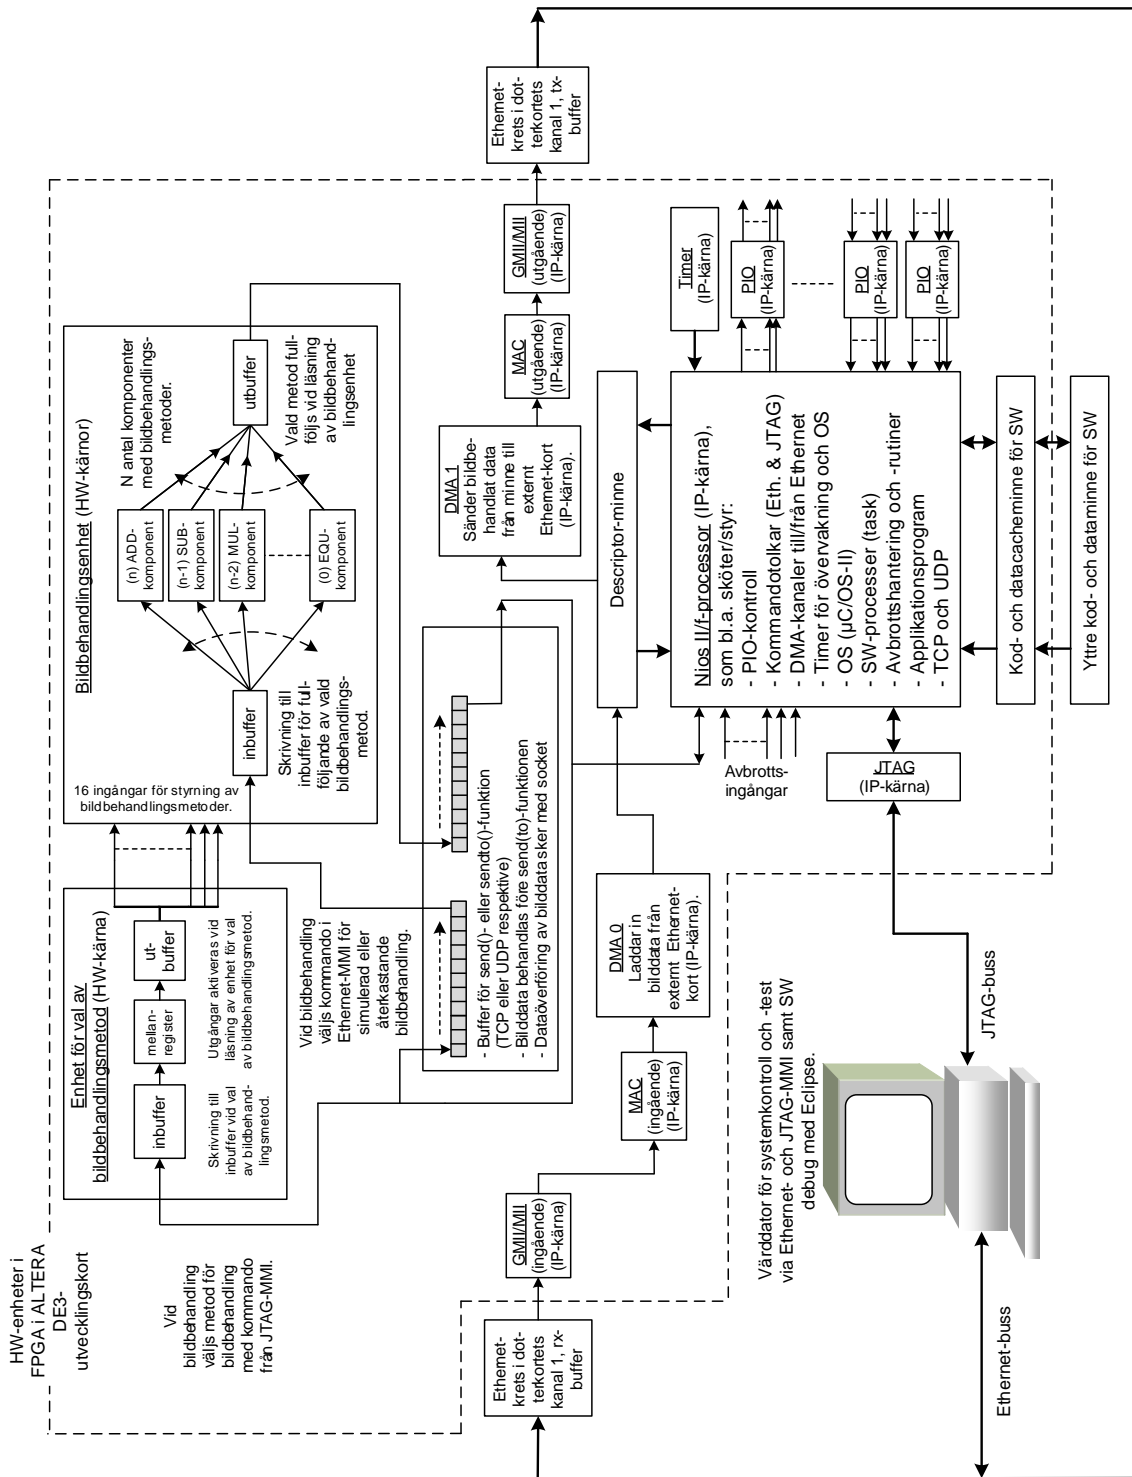 HW-enheter i
FPGA i ALTERA
DE3-
utvecklingskort
Vid
bildbehandling
väljs metod för
bildbehandling
med kommando
från JTAG-MMI.
Enhet för val av
bildbehandlingsmetod (HW-kärna)
inbuffer
mellan-
register
ut-
buffer
Skrivning till
inbuffer vid val
av bildbehand-
lingsmetod.
Utgångar aktiveras vid
läsning av enhet för val
av bildbehandlingsmetod.
Bildbehandlingsenhet (HW-kärnor)
16 ingångar för styrning av
bildbehandlingsmetoder.
inbuffer
Skrivning till
inbuffer för full-
följande av vald
bildbehandlings-
metod.
(n) ADD-
komponent
(n-1) SUB-
komponent
(n-2) MUL-
komponent
(0) EQU-
komponent
N antal komponenter
med bildbehandlings-
metoder.
utbuffer
Vald metod full-
följs vid läsning
av bildbehand-
lingsenhet
Vid bildbehandling
väljs kommando i
Ethernet-MMI för
simulerad eller
återkastande
bildbehandling.
- Buffer för send()- eller sendto()-funktion
(TCP eller UDP respektive)
- Bilddata behandlas före send(to)-funktionen
- Dataöverföring av bilddata sker med socket
Ethernet-
krets i dot-
terkortets
kanal 1, rx-
buffer
GMII/MII
(ingående)
(IP-kärna)
MAC
(ingående)
(IP-kärna)
DMA 0
Laddar in
bilddata från
externt Ethernet-
kort (IP-kärna).
Descriptor-minne
DMA 1
Sänder bildbe-
handlat data
från minne till
externt
Ethernet-kort
(IP-kärna).
MAC
(utgående)
(IP-kärna)
GMII/MII
(utgående)
(IP-kärna)
Ethernet-
krets i dot-
terkortets
kanal 1, tx-
buffer
Avbrotts-
ingångar
JTAG
(IP-kärna)
Nios II/f-processor (IP-kärna),
som bl.a. sköter/styr:
- PIO-kontroll
- Kommandotolkar (Eth. & JTAG)
- DMA-kanaler till/från Ethernet
- Timer för övervakning och OS
- OS (µC/OS-II)
- SW-processer (task)
- Avbrottshantering och -rutiner
- Applikationsprogram
- TCP och UDP
Timer
(IP-kärna)
PIO
(IP-kärna)
PIO
(IP-kärna)
PIO
(IP-kärna)
Kod- och datacacheminne för SW
Yttre kod- och dataminne för SW
Värddator för systemkontroll och -test
via Ethernet- och JTAG-MMI samt SW
debug med Eclipse.
JTAG-buss
Ethernet-buss